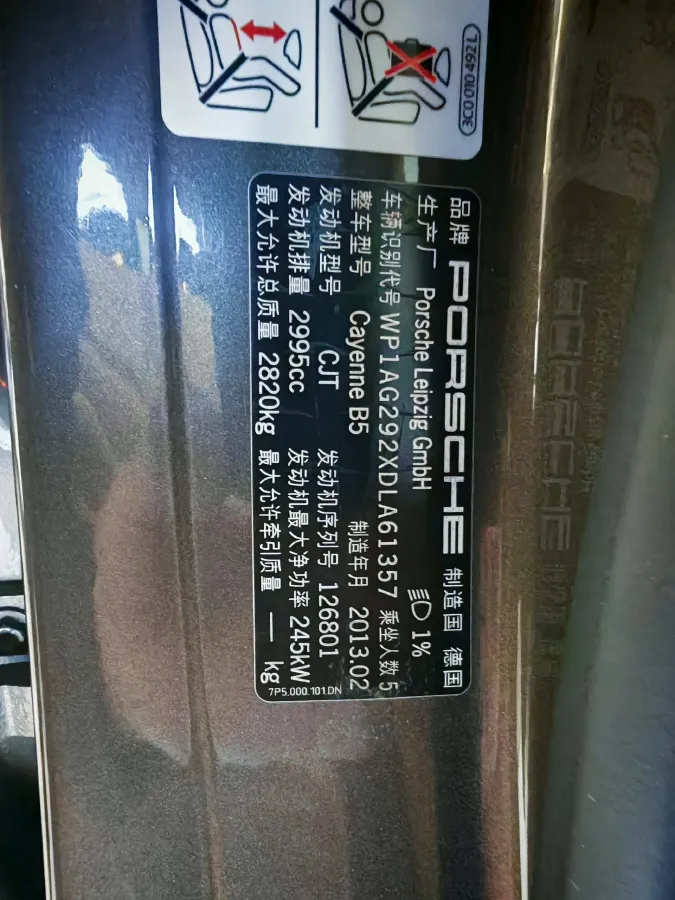 3C0 010 492 L
品牌 PORSCHE 制造国 德国
生产厂 Porsche Leipzig GmbH 1%
车辆识别代号 WP1AG292XDLA61357 乘坐人数 5
整车型号 Cayenne B5 制造年月 2013.02
发动机型号 CJT 发动机序列号 126801
发动机排量 2995cc 发动机最大净功率 245kW
最大允许总质量 2820kg 最大允许牵引质量 — kg
7P5.000.101.DN